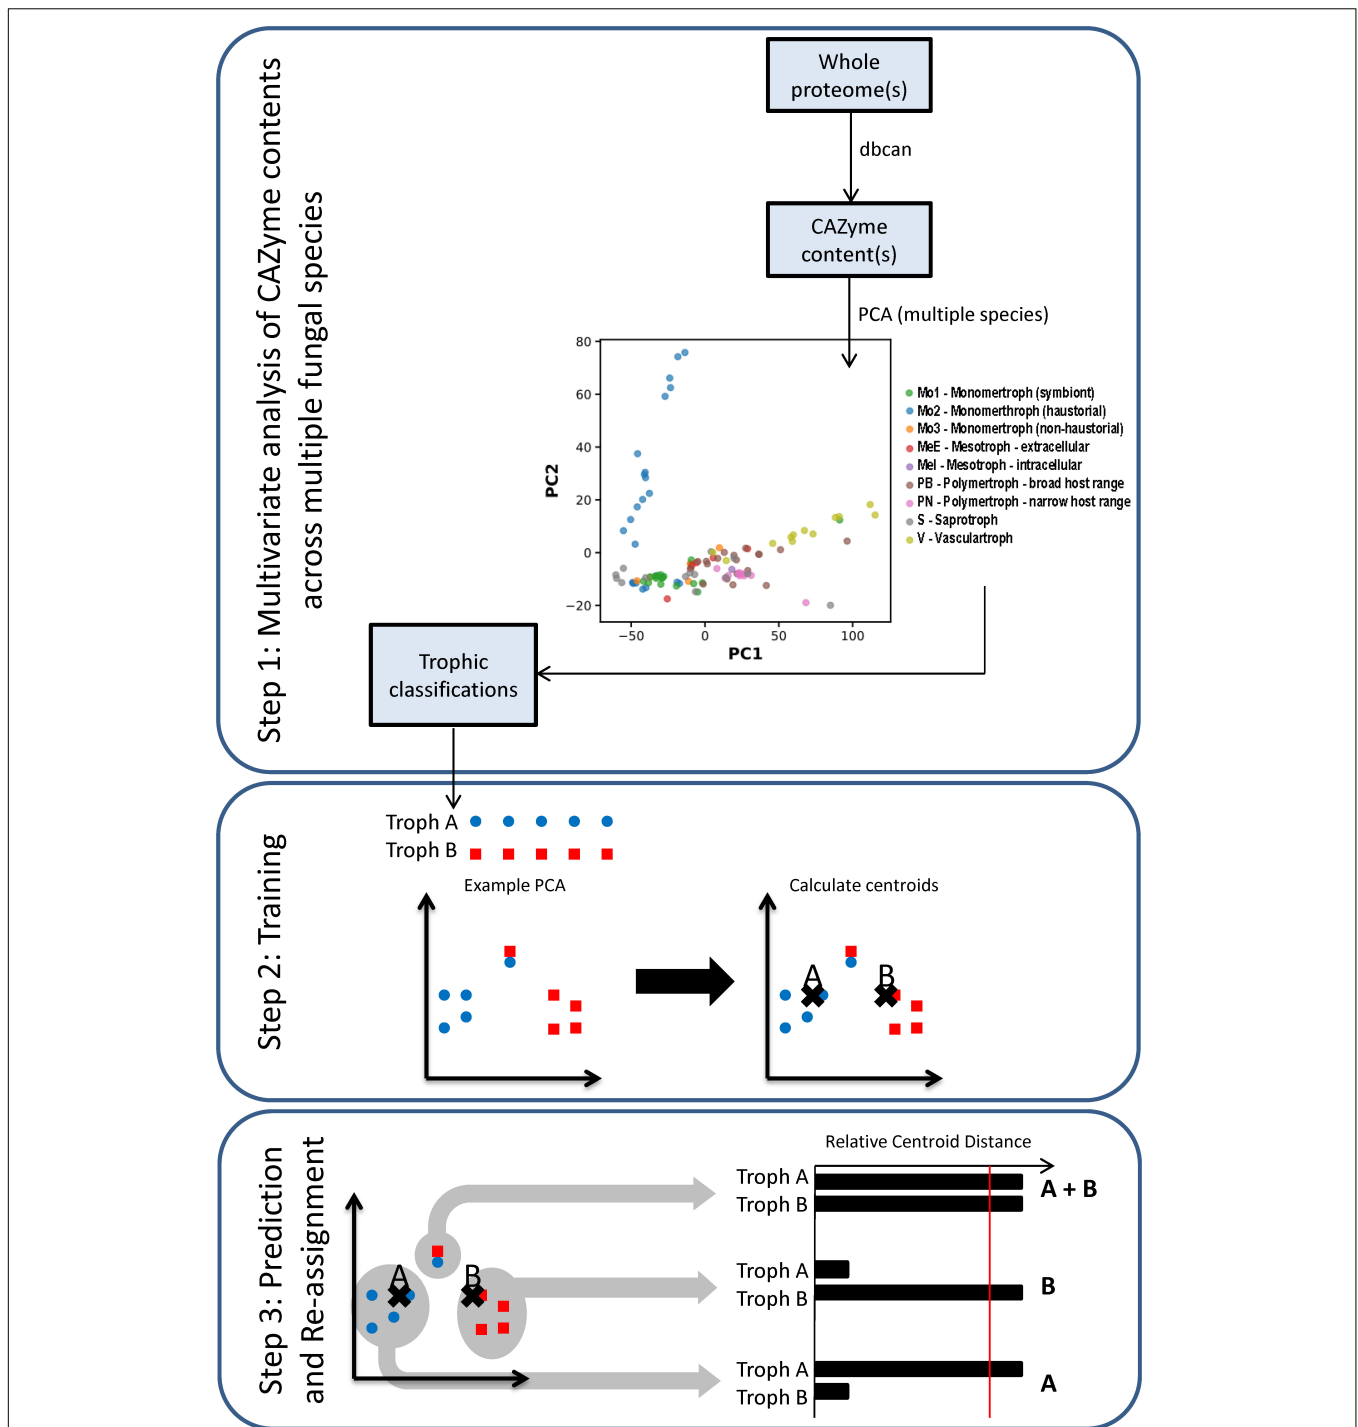 Step 1: Multivariate analysis of CAZyme contents
across multiple fungal species
Whole
proteome(s)
dbcan
CAZyme
content(s)
PCA (multiple species)
80
60
40
20
0
−20
PC2
−50
0
50
100
PC1
Mo1 - Monomertroph (symbiont)
Mo2 - Monomerthroph (haustorial)
Mo3 - Monomertroph (non-haustorial)
MeE - Mesotroph - extracellular
MeI - Mesotroph - intracellular
PB - Polymertroph - broad host range
PN - Polymertroph - narrow host range
S - Saprotroph
V - Vasculartroph
Trophic
classifications
Step 2: Training
Troph A
Troph B
Example PCA
Calculate centroids
A
B
Step 3: Prediction
and Re-assignment
A
B
Relative Centroid Distance
Troph A
Troph B
A + B
Troph A
Troph B
B
Troph A
Troph B
A